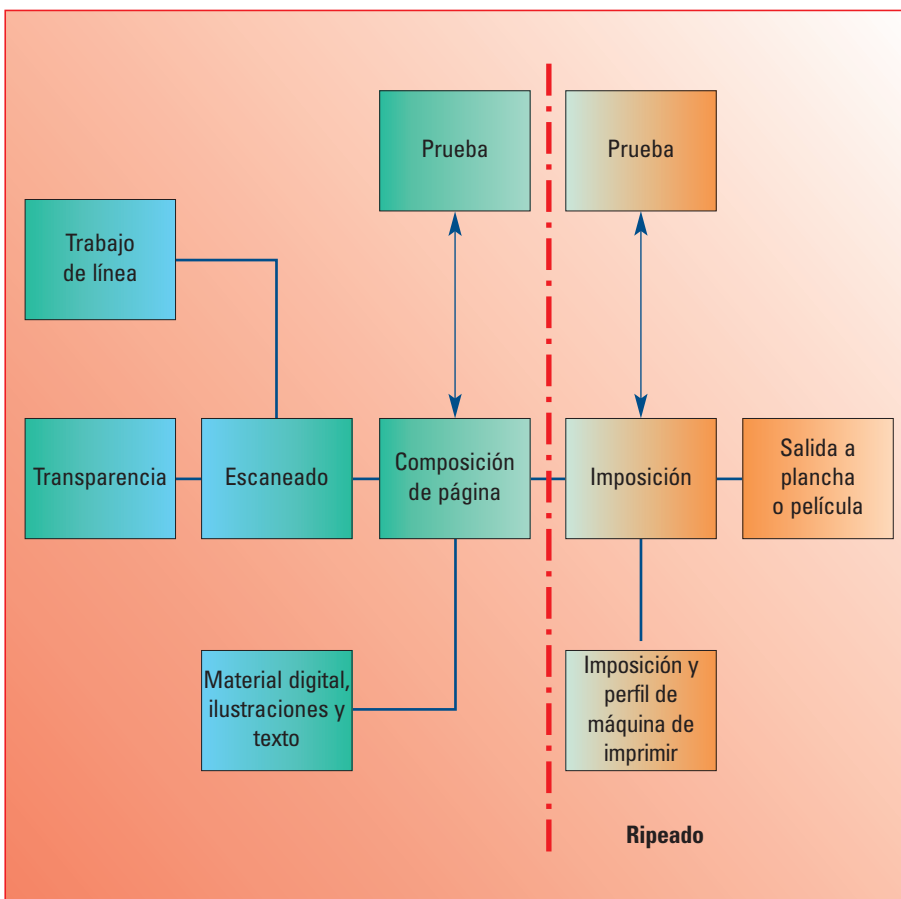 Prueba
Prueba
Trabajo
de línea
Transparencia
Escaneado
Composición
de página
Imposición
Salida a
plancha
o película
Material digital,
ilustraciones y
texto
Imposición y
perfil de
máquina de
imprimir
Ripeado